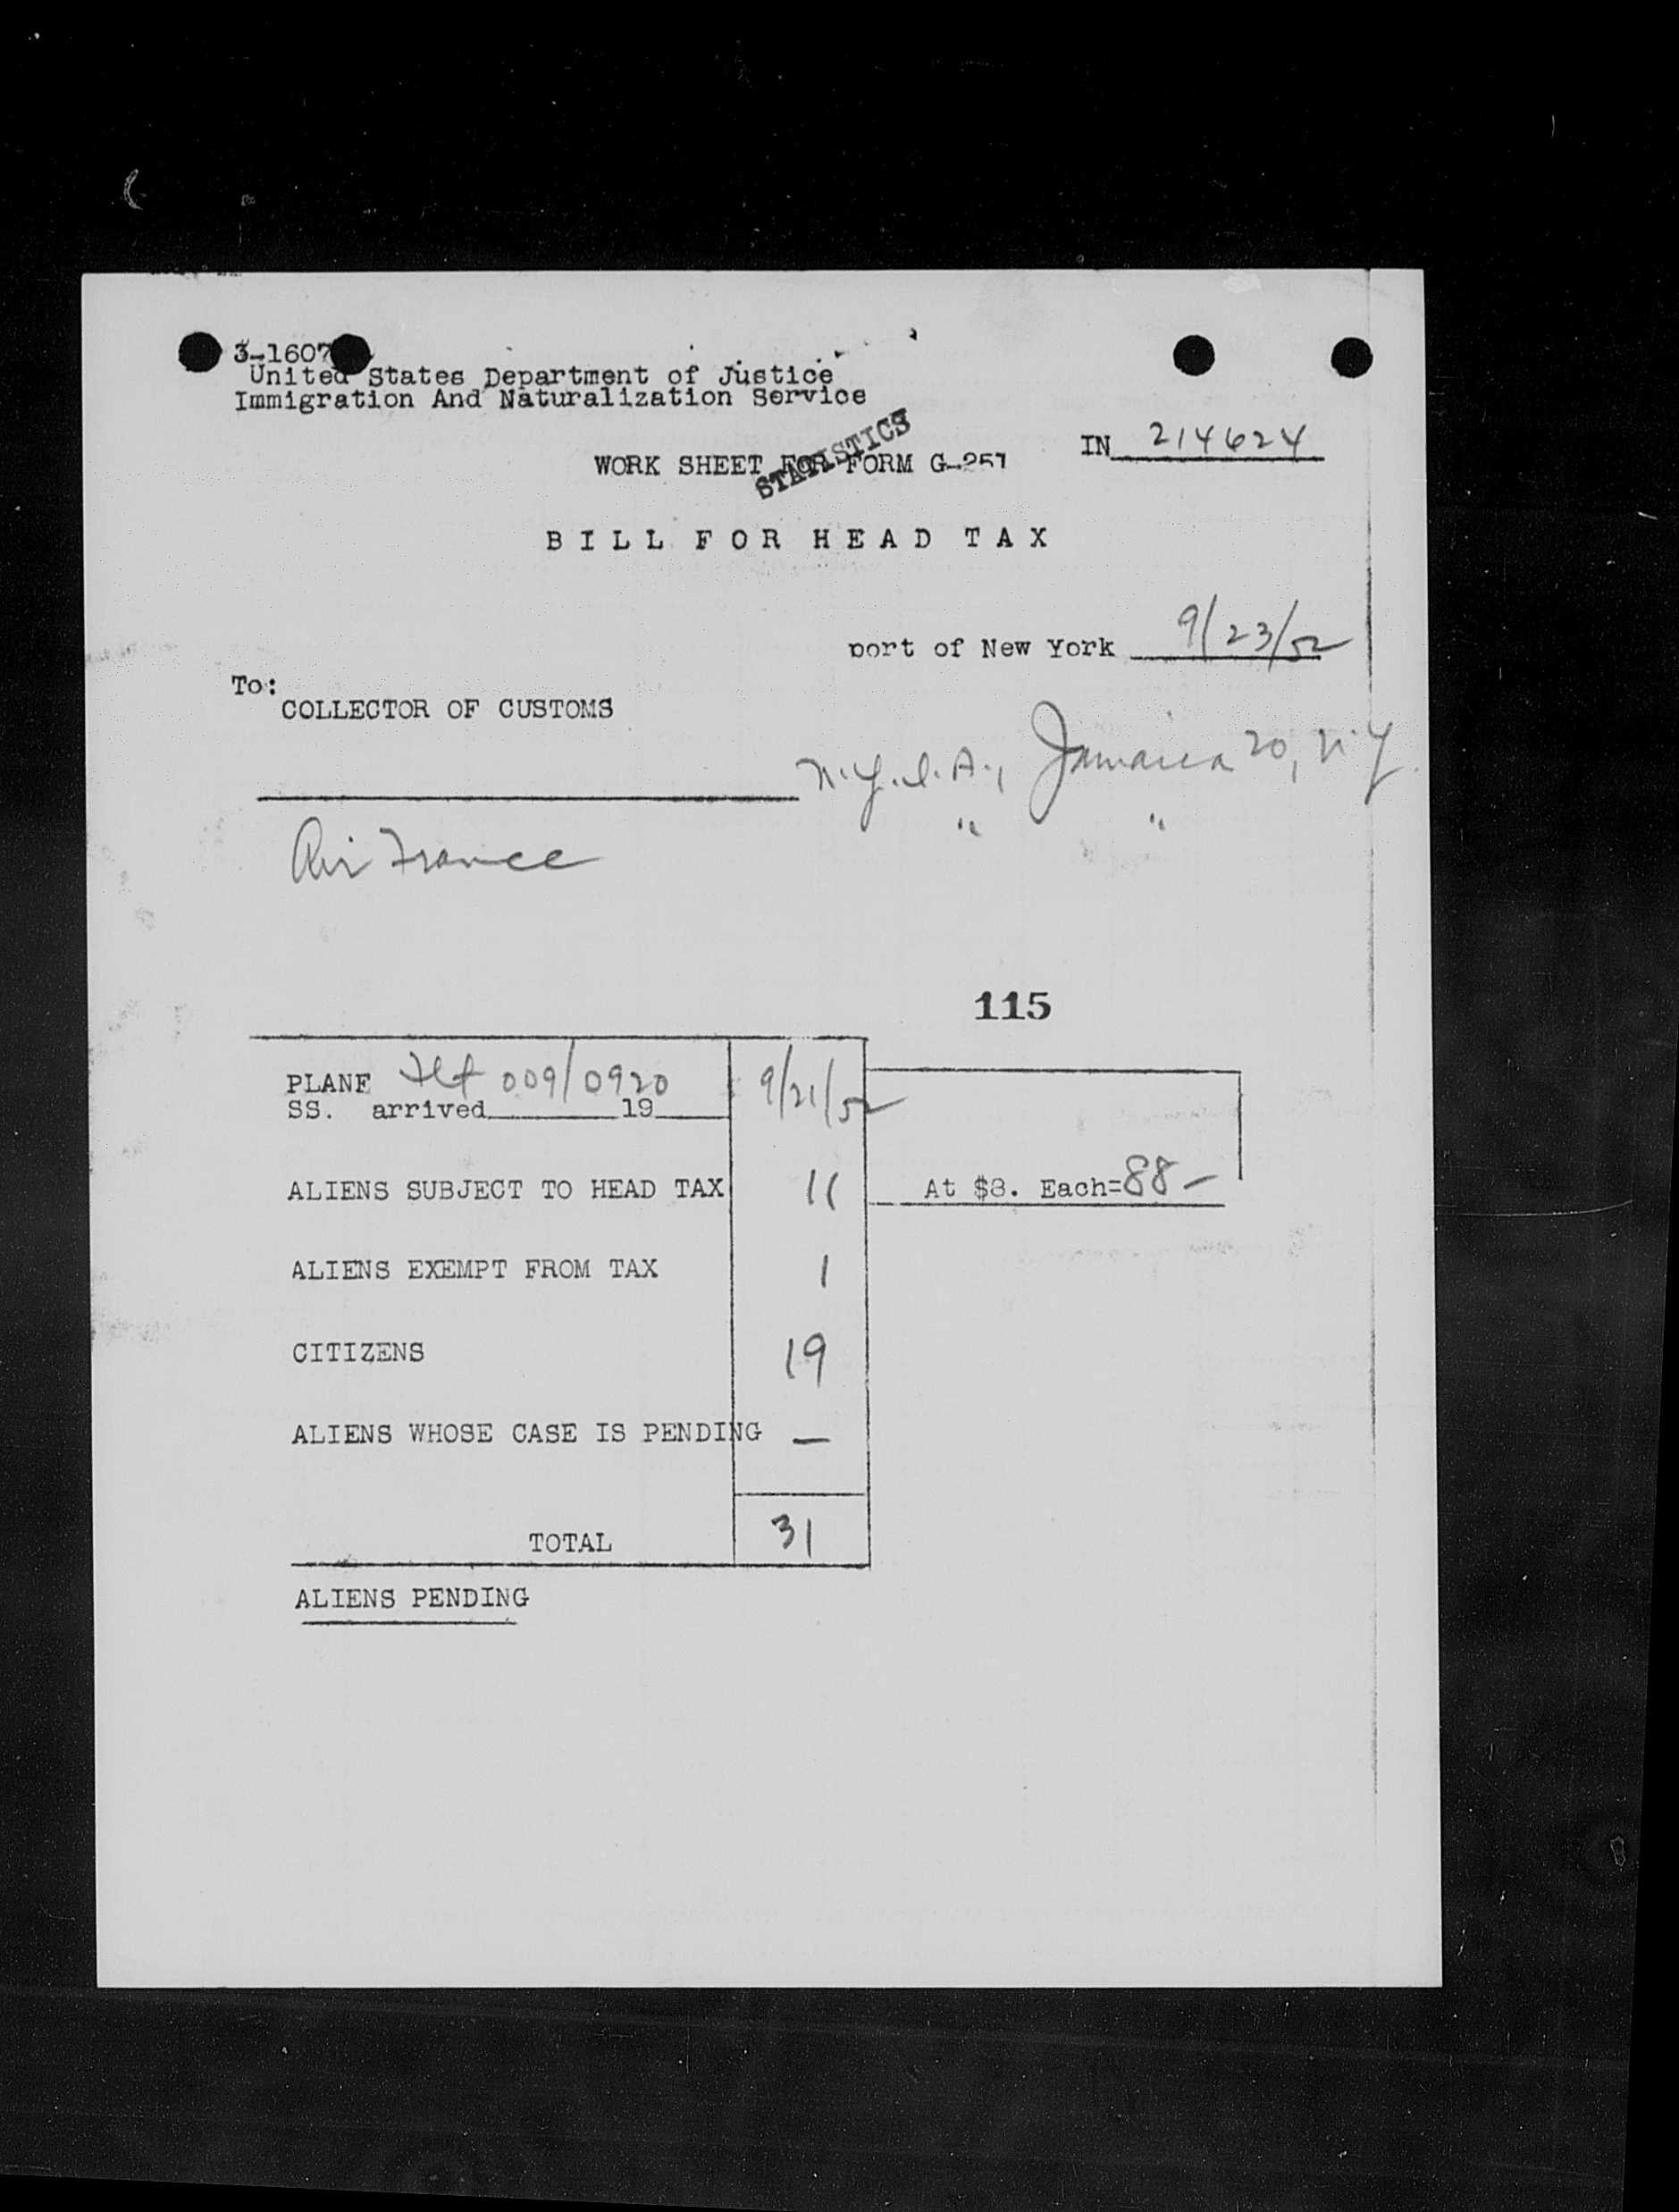 3-1607
United States Department of Justice
Immigration And Naturalization Service
IN 214624
WORK SHEET FOR FORM G-257
STATISTICS
BILL FOR HEAD TAX
port of New York 9/23/52
To:
COLLECTOR OF CUSTOMS
N.Y.I.A., Jamaica 20, N.Y.
" "
Air France
115
PLANE Flt 009/0920 9/21/52
SS. arrived 19
ALIENS SUBJECT TO HEAD TAX 11 At $8. Each=88-
ALIENS EXEMPT FROM TAX 1
CITIZENS 19
ALIENS WHOSE CASE IS PENDING —
TOTAL 31
ALIENS PENDING